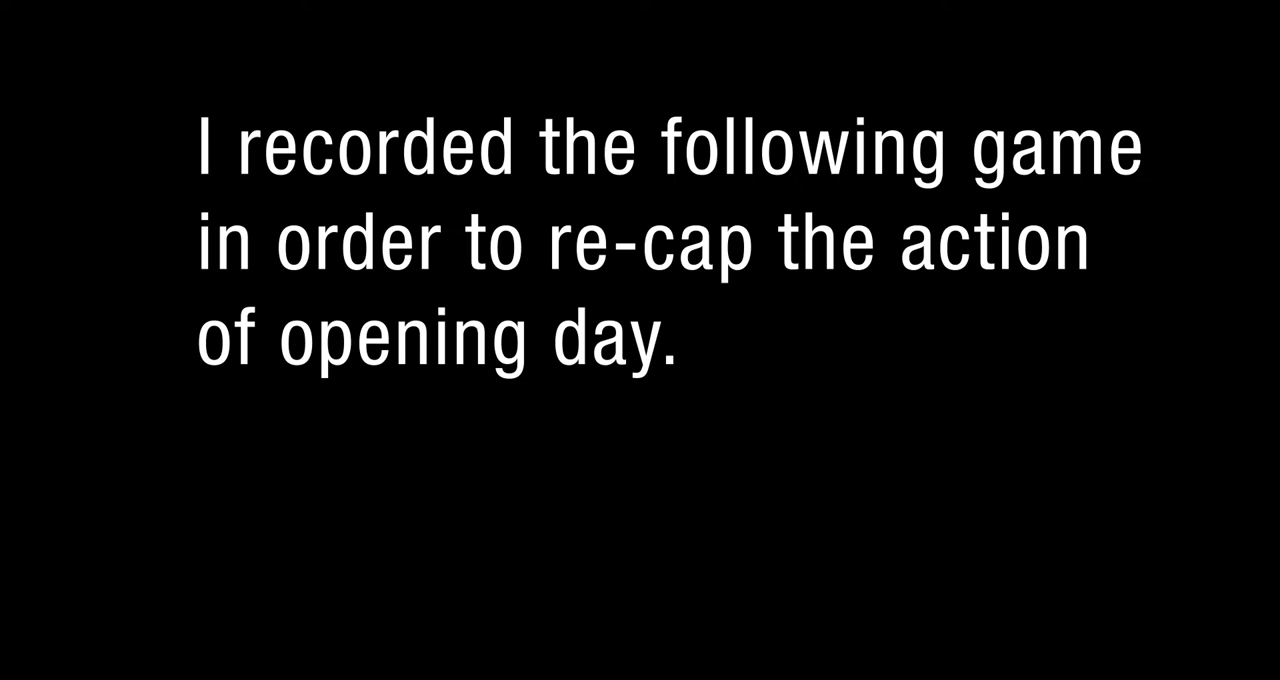 I recorded the following game
in order to re-cap the action
of opening day.